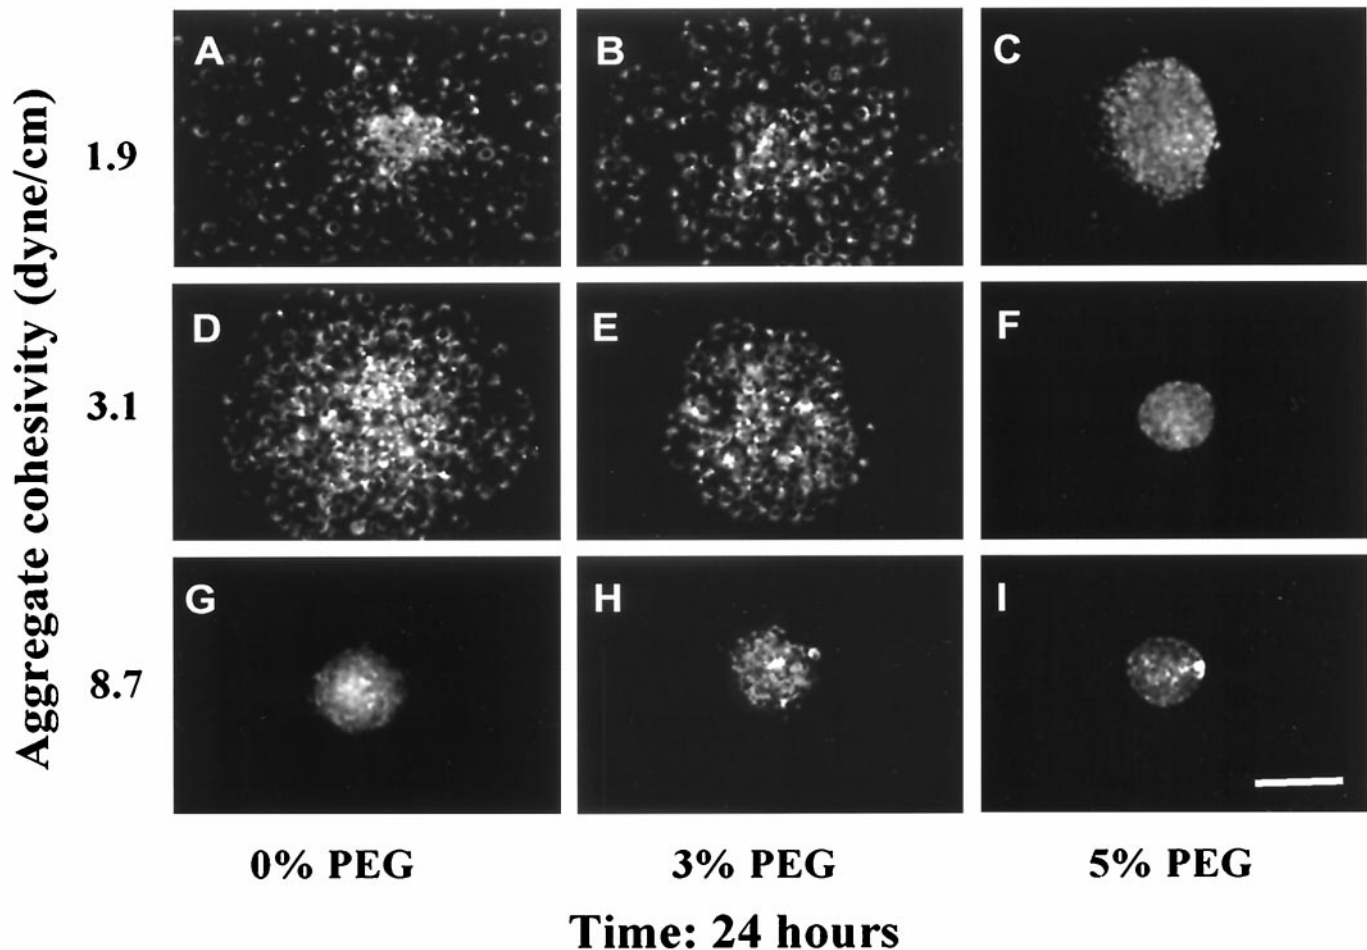 Aggregate cohesivity (dyne/cm)
A
B
C
1.9
D
E
F
3.1
G
H
I
8.7
0% PEG
3% PEG
5% PEG
Time: 24 hours